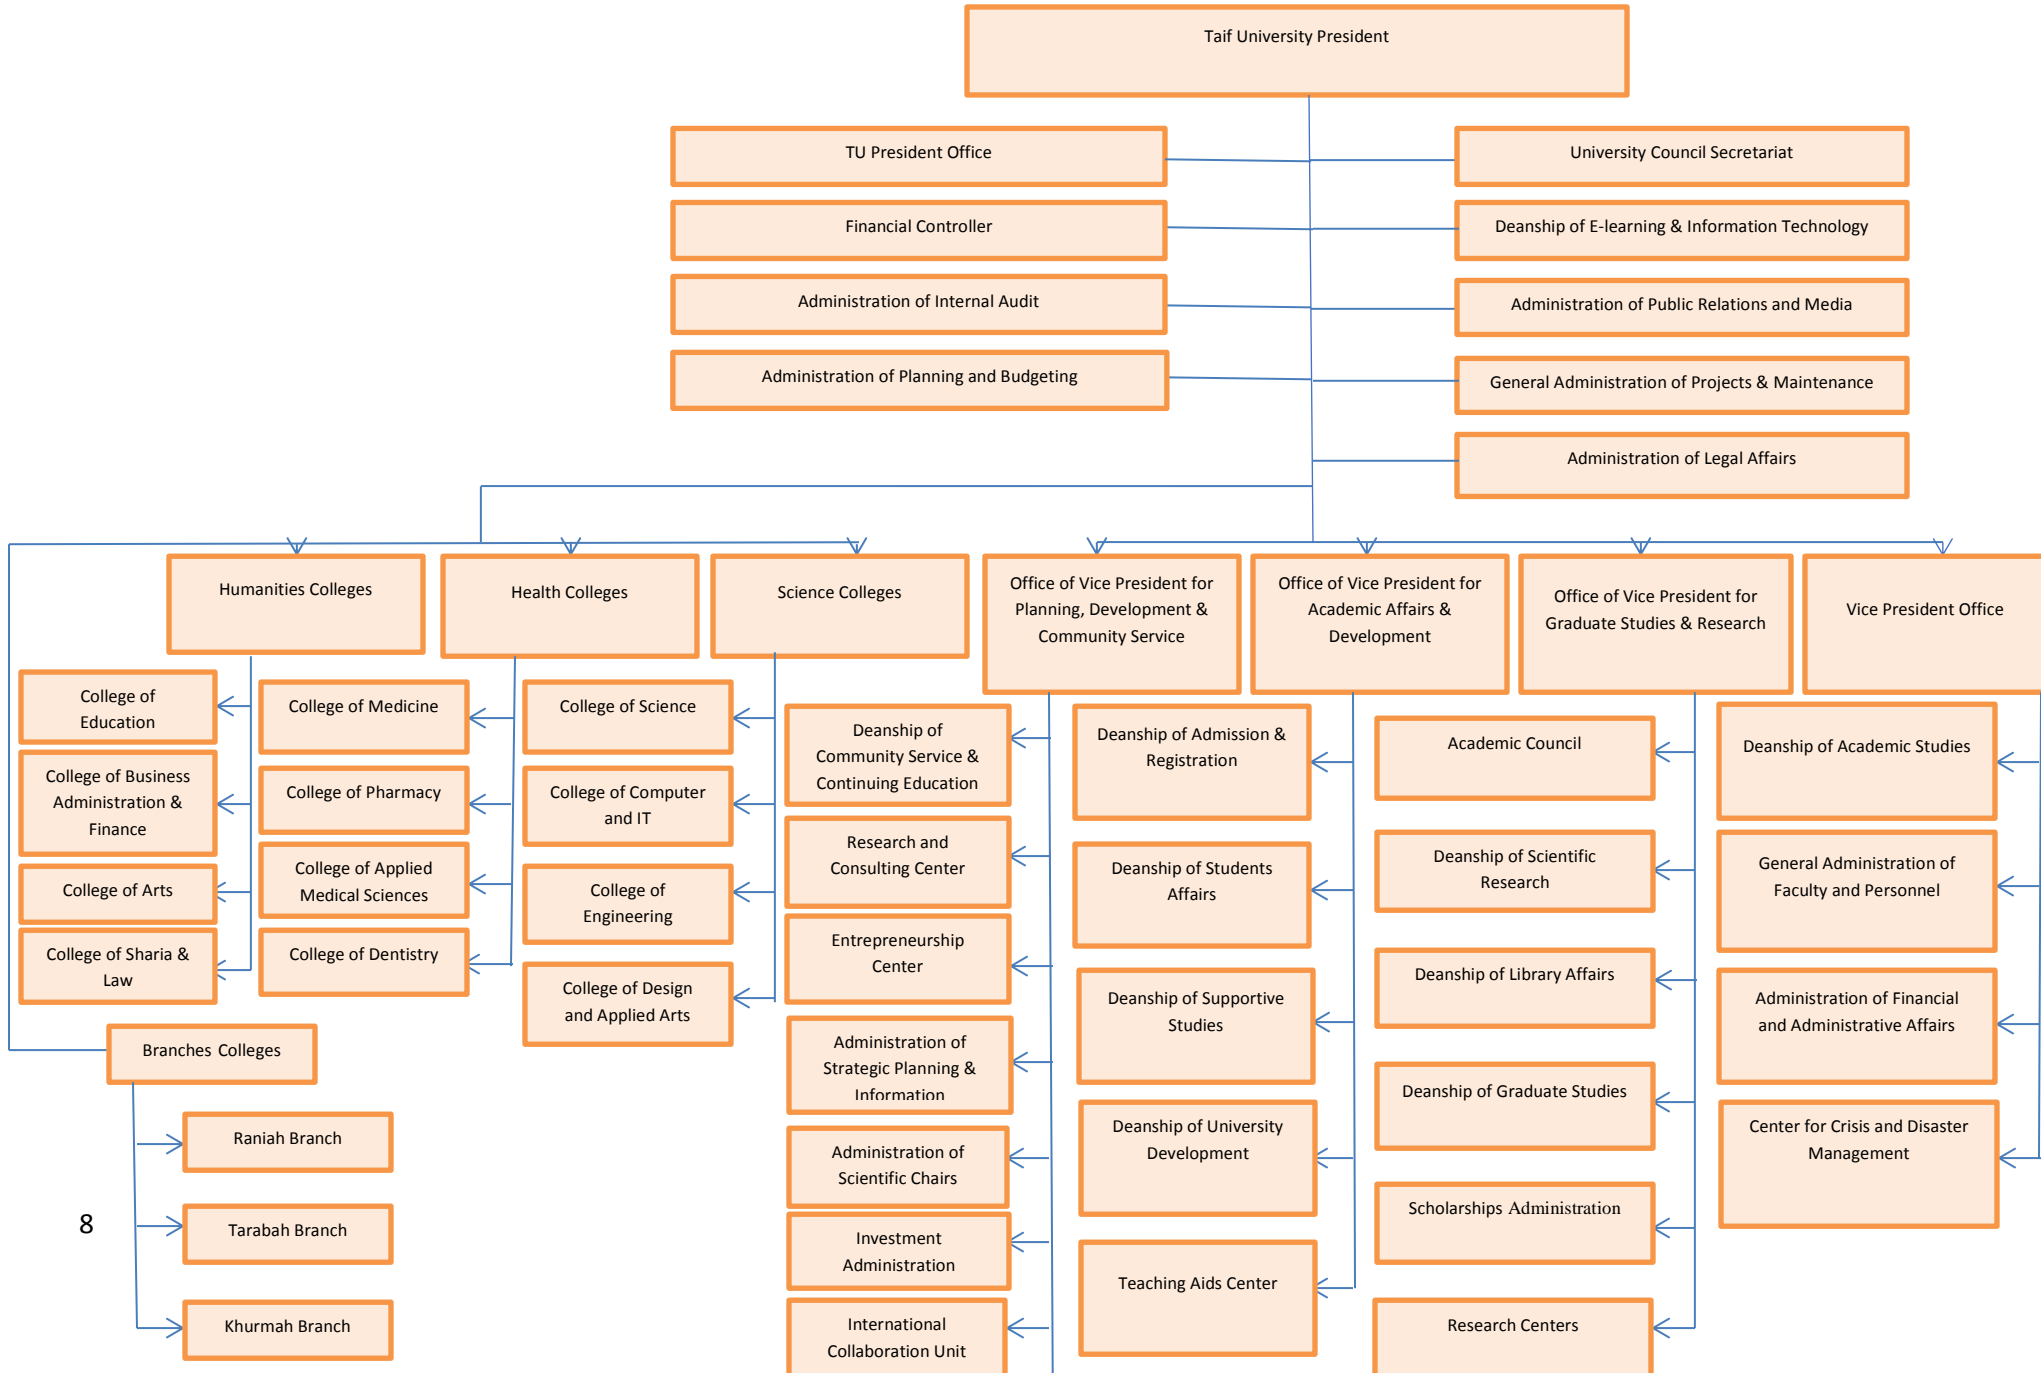 Taif University President
TU President Office
University Council Secretariat
Financial Controller
Deanship of E-learning & Information Technology
Administration of Internal Audit
Administration of Public Relations and Media
Administration of Planning and Budgeting
General Administration of Projects & Maintenance
Administration of Legal Affairs
Humanities Colleges
Health Colleges
Science Colleges
Office of Vice President for
Planning, Development &
Community Service
Office of Vice President for
Academic Affairs &
Development
Office of Vice President for
Graduate Studies & Research
Vice President Office
College of
Education
College of Business
Administration &
Finance
College of Arts
College of Sharia &
Law
College of Medicine
College of Pharmacy
College of Applied
Medical Sciences
College of Dentistry
College of Science
College of Computer
and IT
College of
Engineering
College of Design
and Applied Arts
Deanship of
Community Service &
Continuing Education
Research and
Consulting Center
Entrepreneurship
Center
Administration of
Strategic Planning &
Information
Administration of
Scientific Chairs
Investment
Administration
International
Collaboration Unit
Deanship of Admission &
Registration
Deanship of Students
Affairs
Deanship of Supportive
Studies
Deanship of University
Development
Teaching Aids Center
Academic Council
Deanship of Scientific
Research
Deanship of Library Affairs
Deanship of Graduate Studies
Scholarships Administration
Research Centers
Deanship of Academic Studies
General Administration of
Faculty and Personnel
Administration of Financial
and Administrative Affairs
Center for Crisis and Disaster
Management
Branches Colleges
Raniah Branch
Tarabah Branch
Khurmah Branch
8